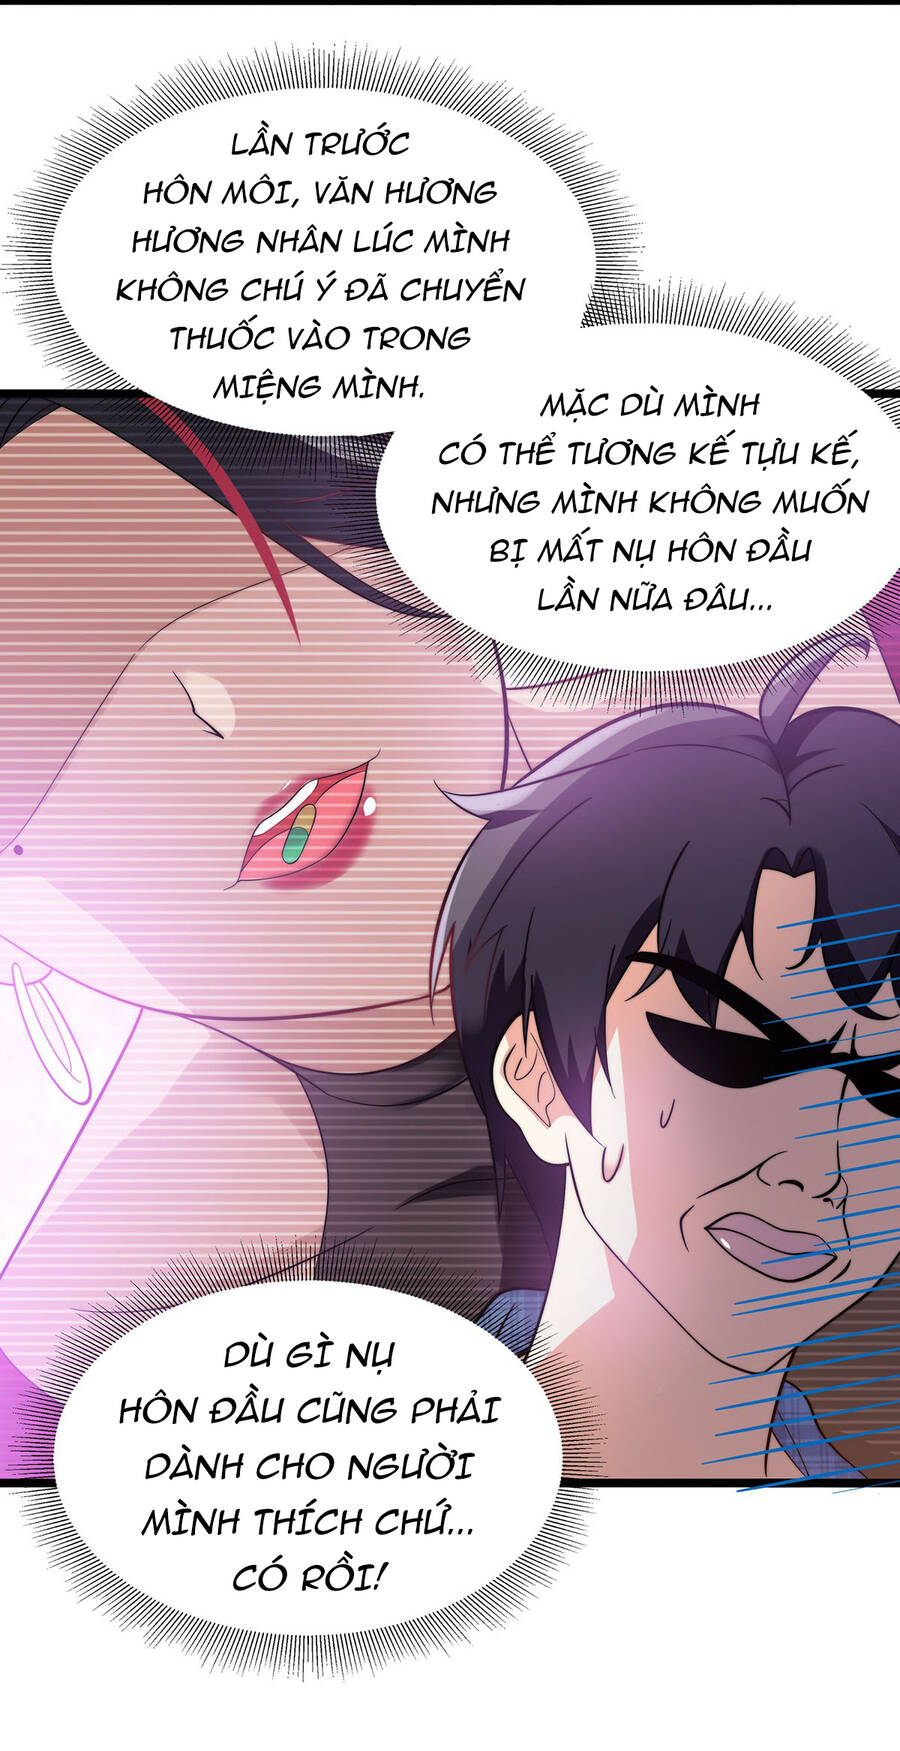 LẦN TRƯỚC
HÔN MÔI, VĂN HƯƠNG
HƯƠNG NHÂN LÚC MÌNH
KHÔNG CHÚ Ý ĐÃ CHUYỂN
THUỐC VÀO TRONG
MIỆNG MÌNH.
MẶC DÙ MÌNH
CÓ THỂ TƯƠNG KẾ TỰU KẾ,
NHƯNG MÌNH KHÔNG MUỐN
BỊ MẤT NỤ HÔN ĐẦU
LẦN NỮA ĐÂU...
DÙ GÌ NỤ
HÔN ĐẦU CŨNG PHẢI
DÀNH CHO NGƯỜI
MÌNH THÍCH CHỨ...
CÓ RỒI!